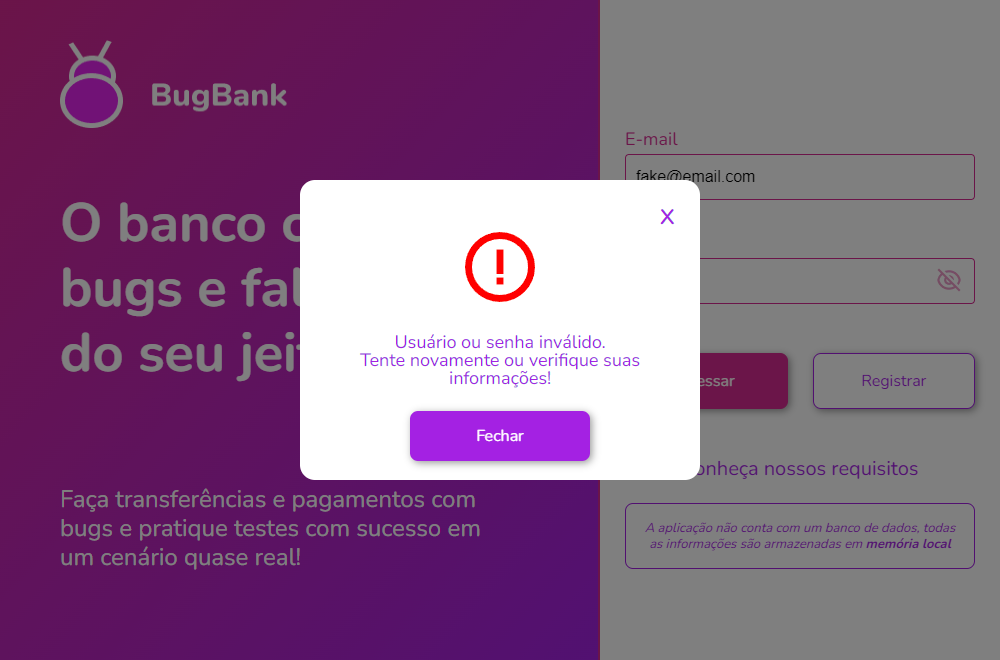 BugBank
O banco c
bugs e fal
do seu jei
Faça transferências e pagamentos com
bugs e pratique testes com sucesso em
um cenário quase real!
X
!
Usuário ou senha inválido.
Tente novamente ou verifique suas
informações!
Fechar
E-mail
fake@email.com
essar
Registrar
onheça nossos requisitos
A aplicação não conta com um banco de dados, todas
as informações são armazenadas em memória local